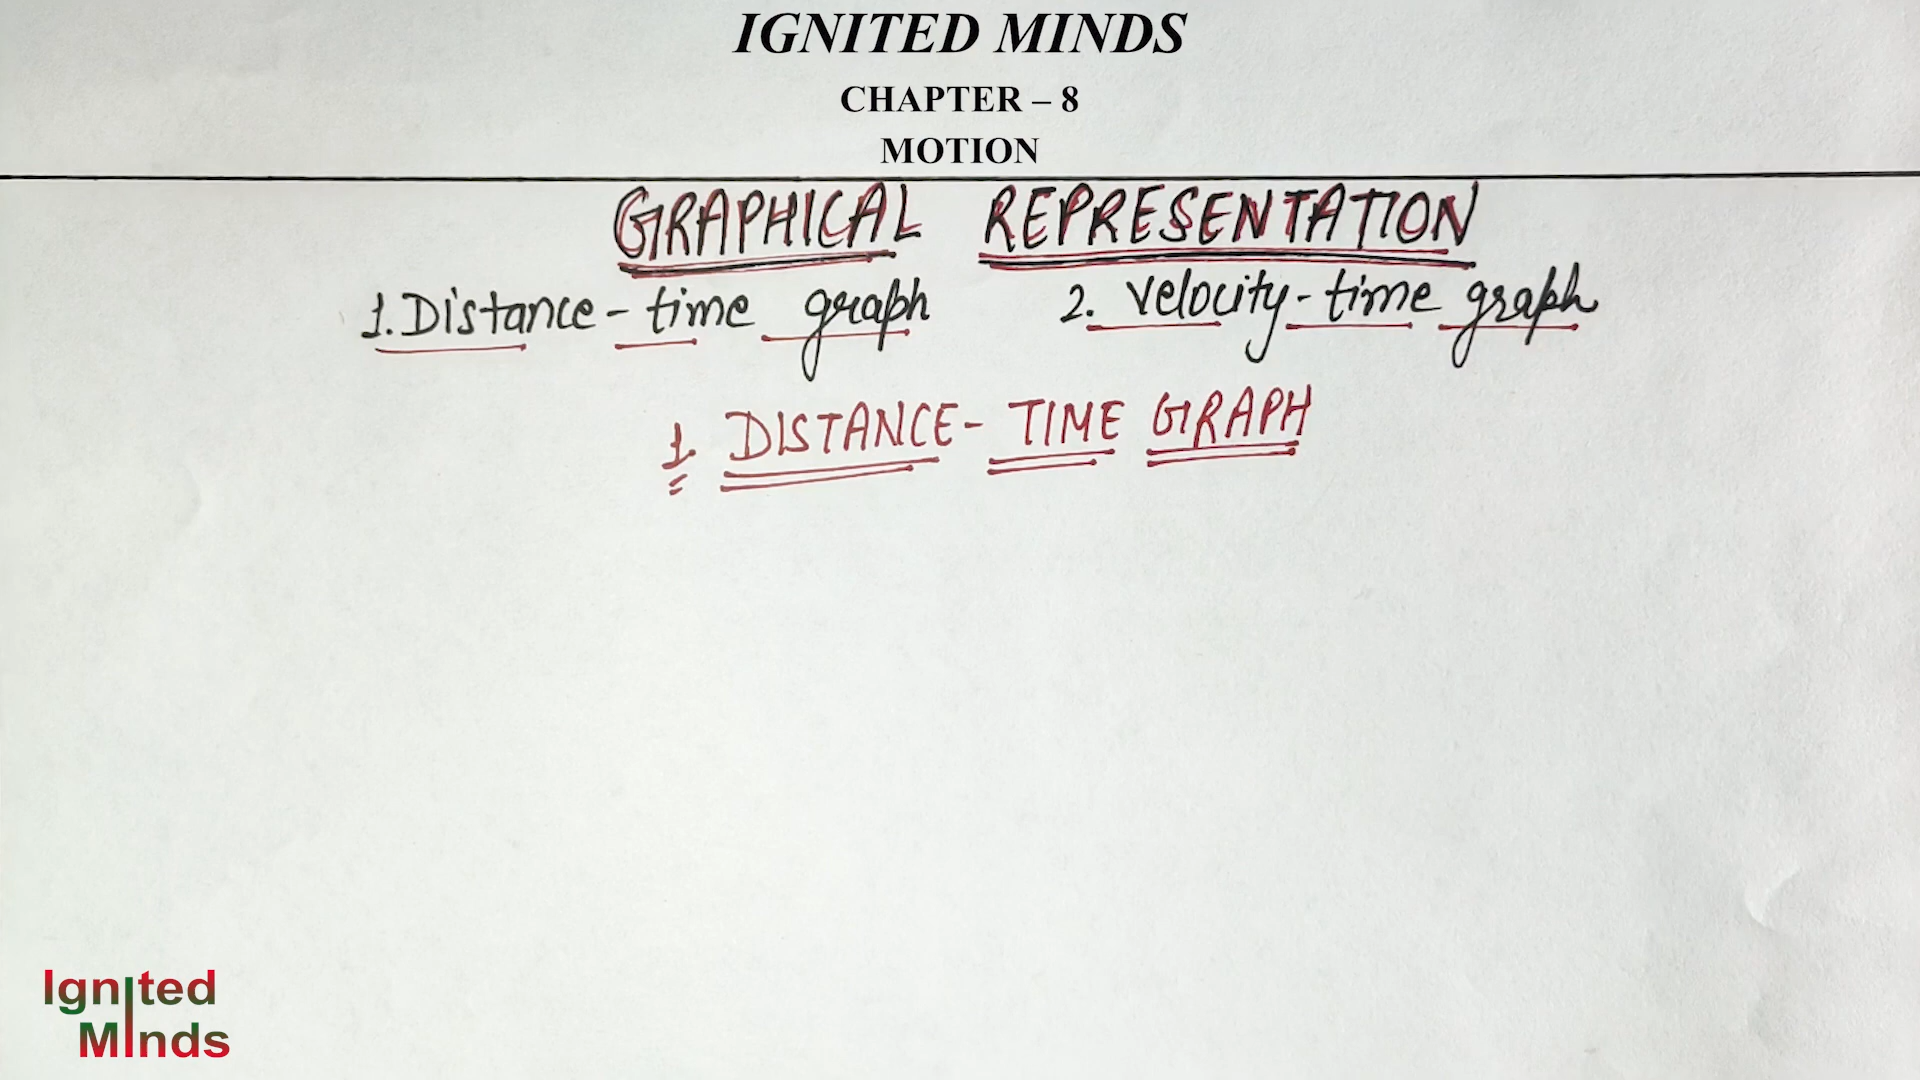 IGNITED MINDS
CHAPTER – 8
MOTION
GRAPHICAL REPRESENTATION
1. Distance - time graph 2. Velocity - time graph
1. DISTANCE - TIME GRAPH
Ignited
Minds